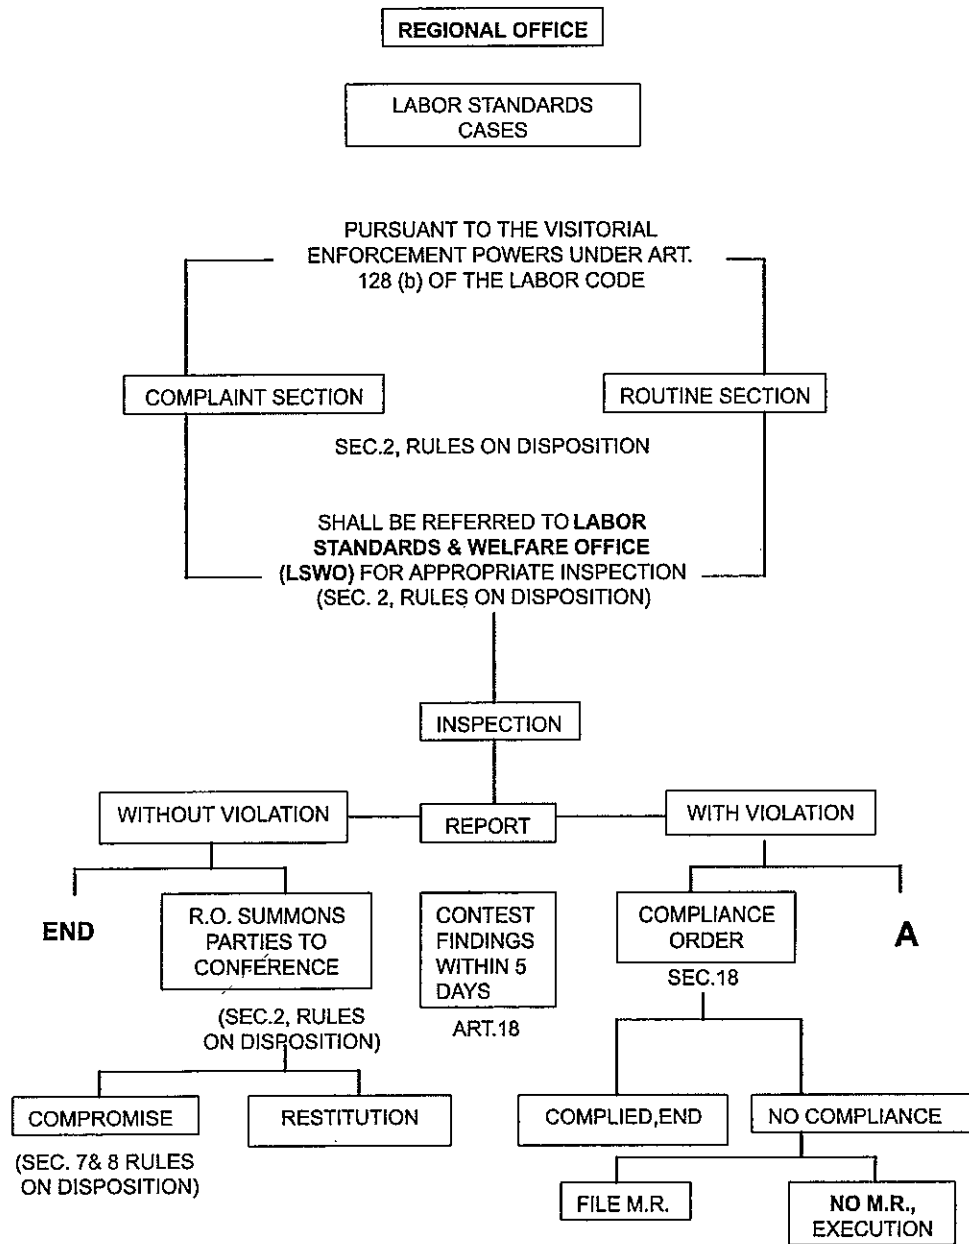 REGIONAL OFFICE
LABOR STANDARDS
CASES
PURSUANT TO THE VISITORIAL
ENFORCEMENT POWERS UNDER ART.
128 (b) OF THE LABOR CODE
COMPLAINT SECTION
ROUTINE SECTION
SEC.2, RULES ON DISPOSITION
SHALL BE REFERRED TO LABOR
STANDARDS & WELFARE OFFICE
(LSWO) FOR APPROPRIATE INSPECTION
(SEC. 2, RULES ON DISPOSITION)
INSPECTION
WITHOUT VIOLATION
REPORT
WITH VIOLATION
END
R.O. SUMMONS
PARTIES TO
CONFERENCE
(SEC.2, RULES
ON DISPOSITION)
CONTEST
FINDINGS
WITHIN 5
DAYS
ART.18
COMPLIANCE
ORDER
SEC.18
A
COMPROMISE
(SEC. 7& 8 RULES
ON DISPOSITION)
RESTITUTION
COMPLIED,END
NO COMPLIANCE
FILE M.R.
NO M.R.,
EXECUTION